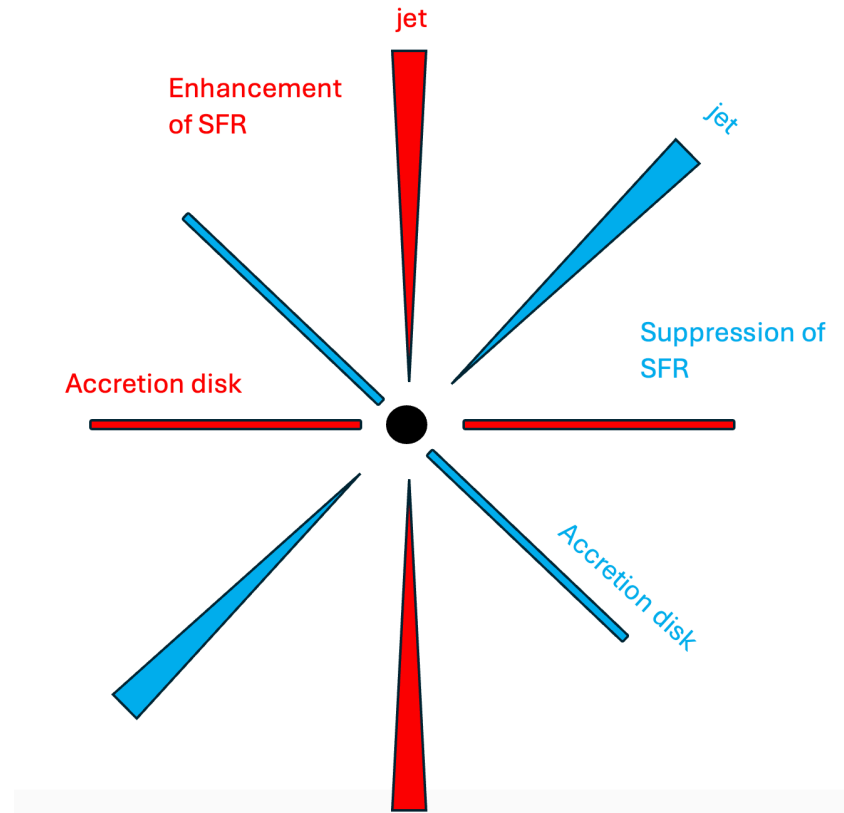 jet
Enhancement
of SFR
jet
Suppression of
SFR
Accretion disk
Accretion disk